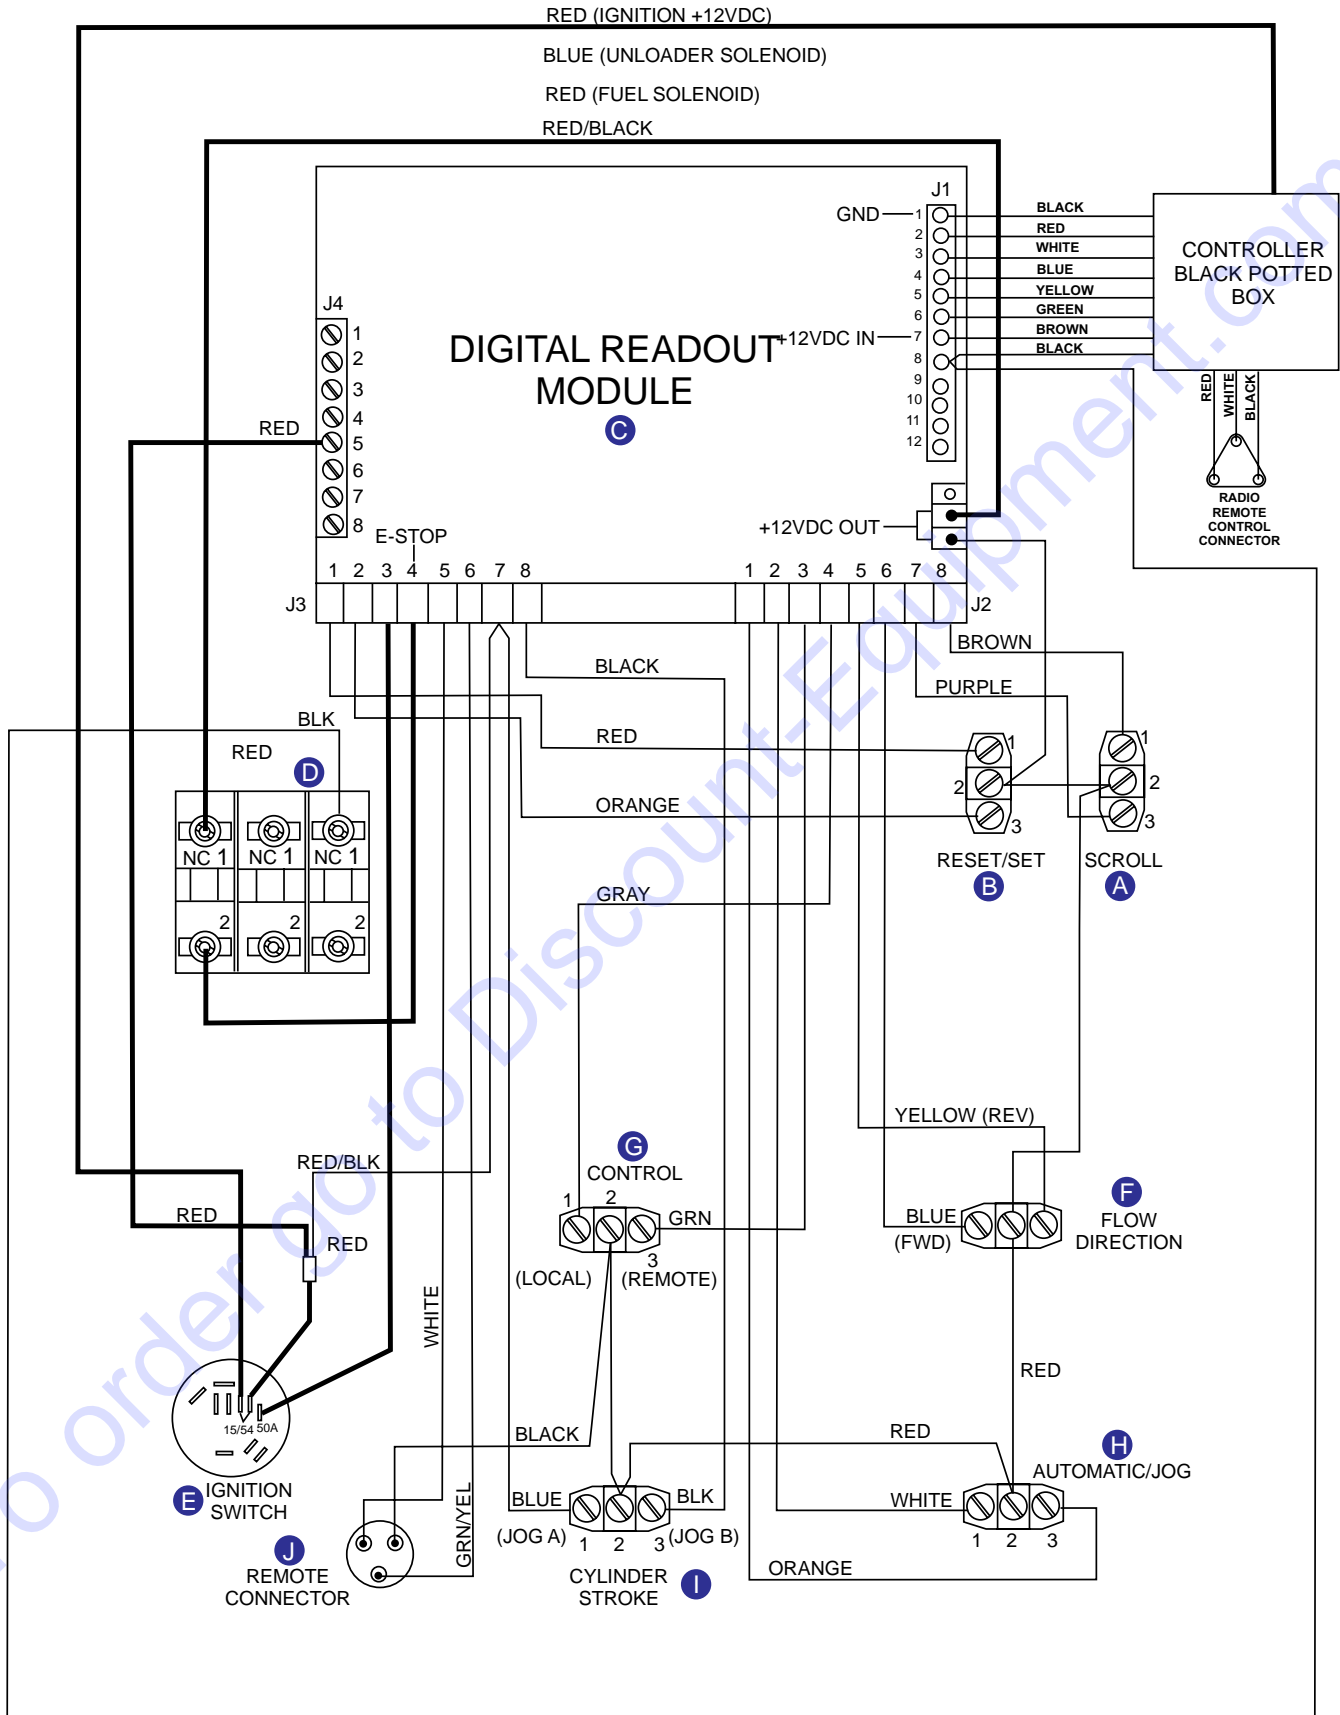 RED (IGNITION +12VDC)
BLUE (UNLOADER SOLENOID)
RED (FUEL SOLENOID)
RED/BLACK
J1
GND
1
2
3
4
5
6
7
8
9
10
11
12
+12VDC IN
BLACK
RED
WHITE
BLUE
YELLOW
GREEN
BROWN
BLACK
CONTROLLER
BLACK POTTED
BOX
RED
WHITE
BLACK
RADIO
REMOTE
CONTROL
CONNECTOR
J4
1
2
3
4
5
6
7
8
RED
DIGITAL READOUT
MODULE
C
+12VDC OUT
E-STOP
1 2 3 4 5 6 7 8
J3
1 2 3 4 5 6 7 8
J2
BROWN
BLACK
PURPLE
BLK
RED
RED
D
ORANGE
NC 1
NC 1
NC 1
2
2
2
1
2
3
RESET/SET
B
1
2
3
SCROLL
A
GRAY
YELLOW (REV)
G
CONTROL
1
2
3
GRN
(LOCAL)
(REMOTE)
RED/BLK
RED
RED
BLUE
(FWD)
F
FLOW
DIRECTION
WHITE
RED
15/54
50A
E
IGNITION
SWITCH
BLACK
RED
H
AUTOMATIC/JOG
WHITE
1 2 3
BLUE
(JOG A)
1 2 3
BLK
(JOG B)
GRN/YEL
J
REMOTE
CONNECTOR
CYLINDER
STROKE
I
ORANGE
To order go to Discount-Equipment.com